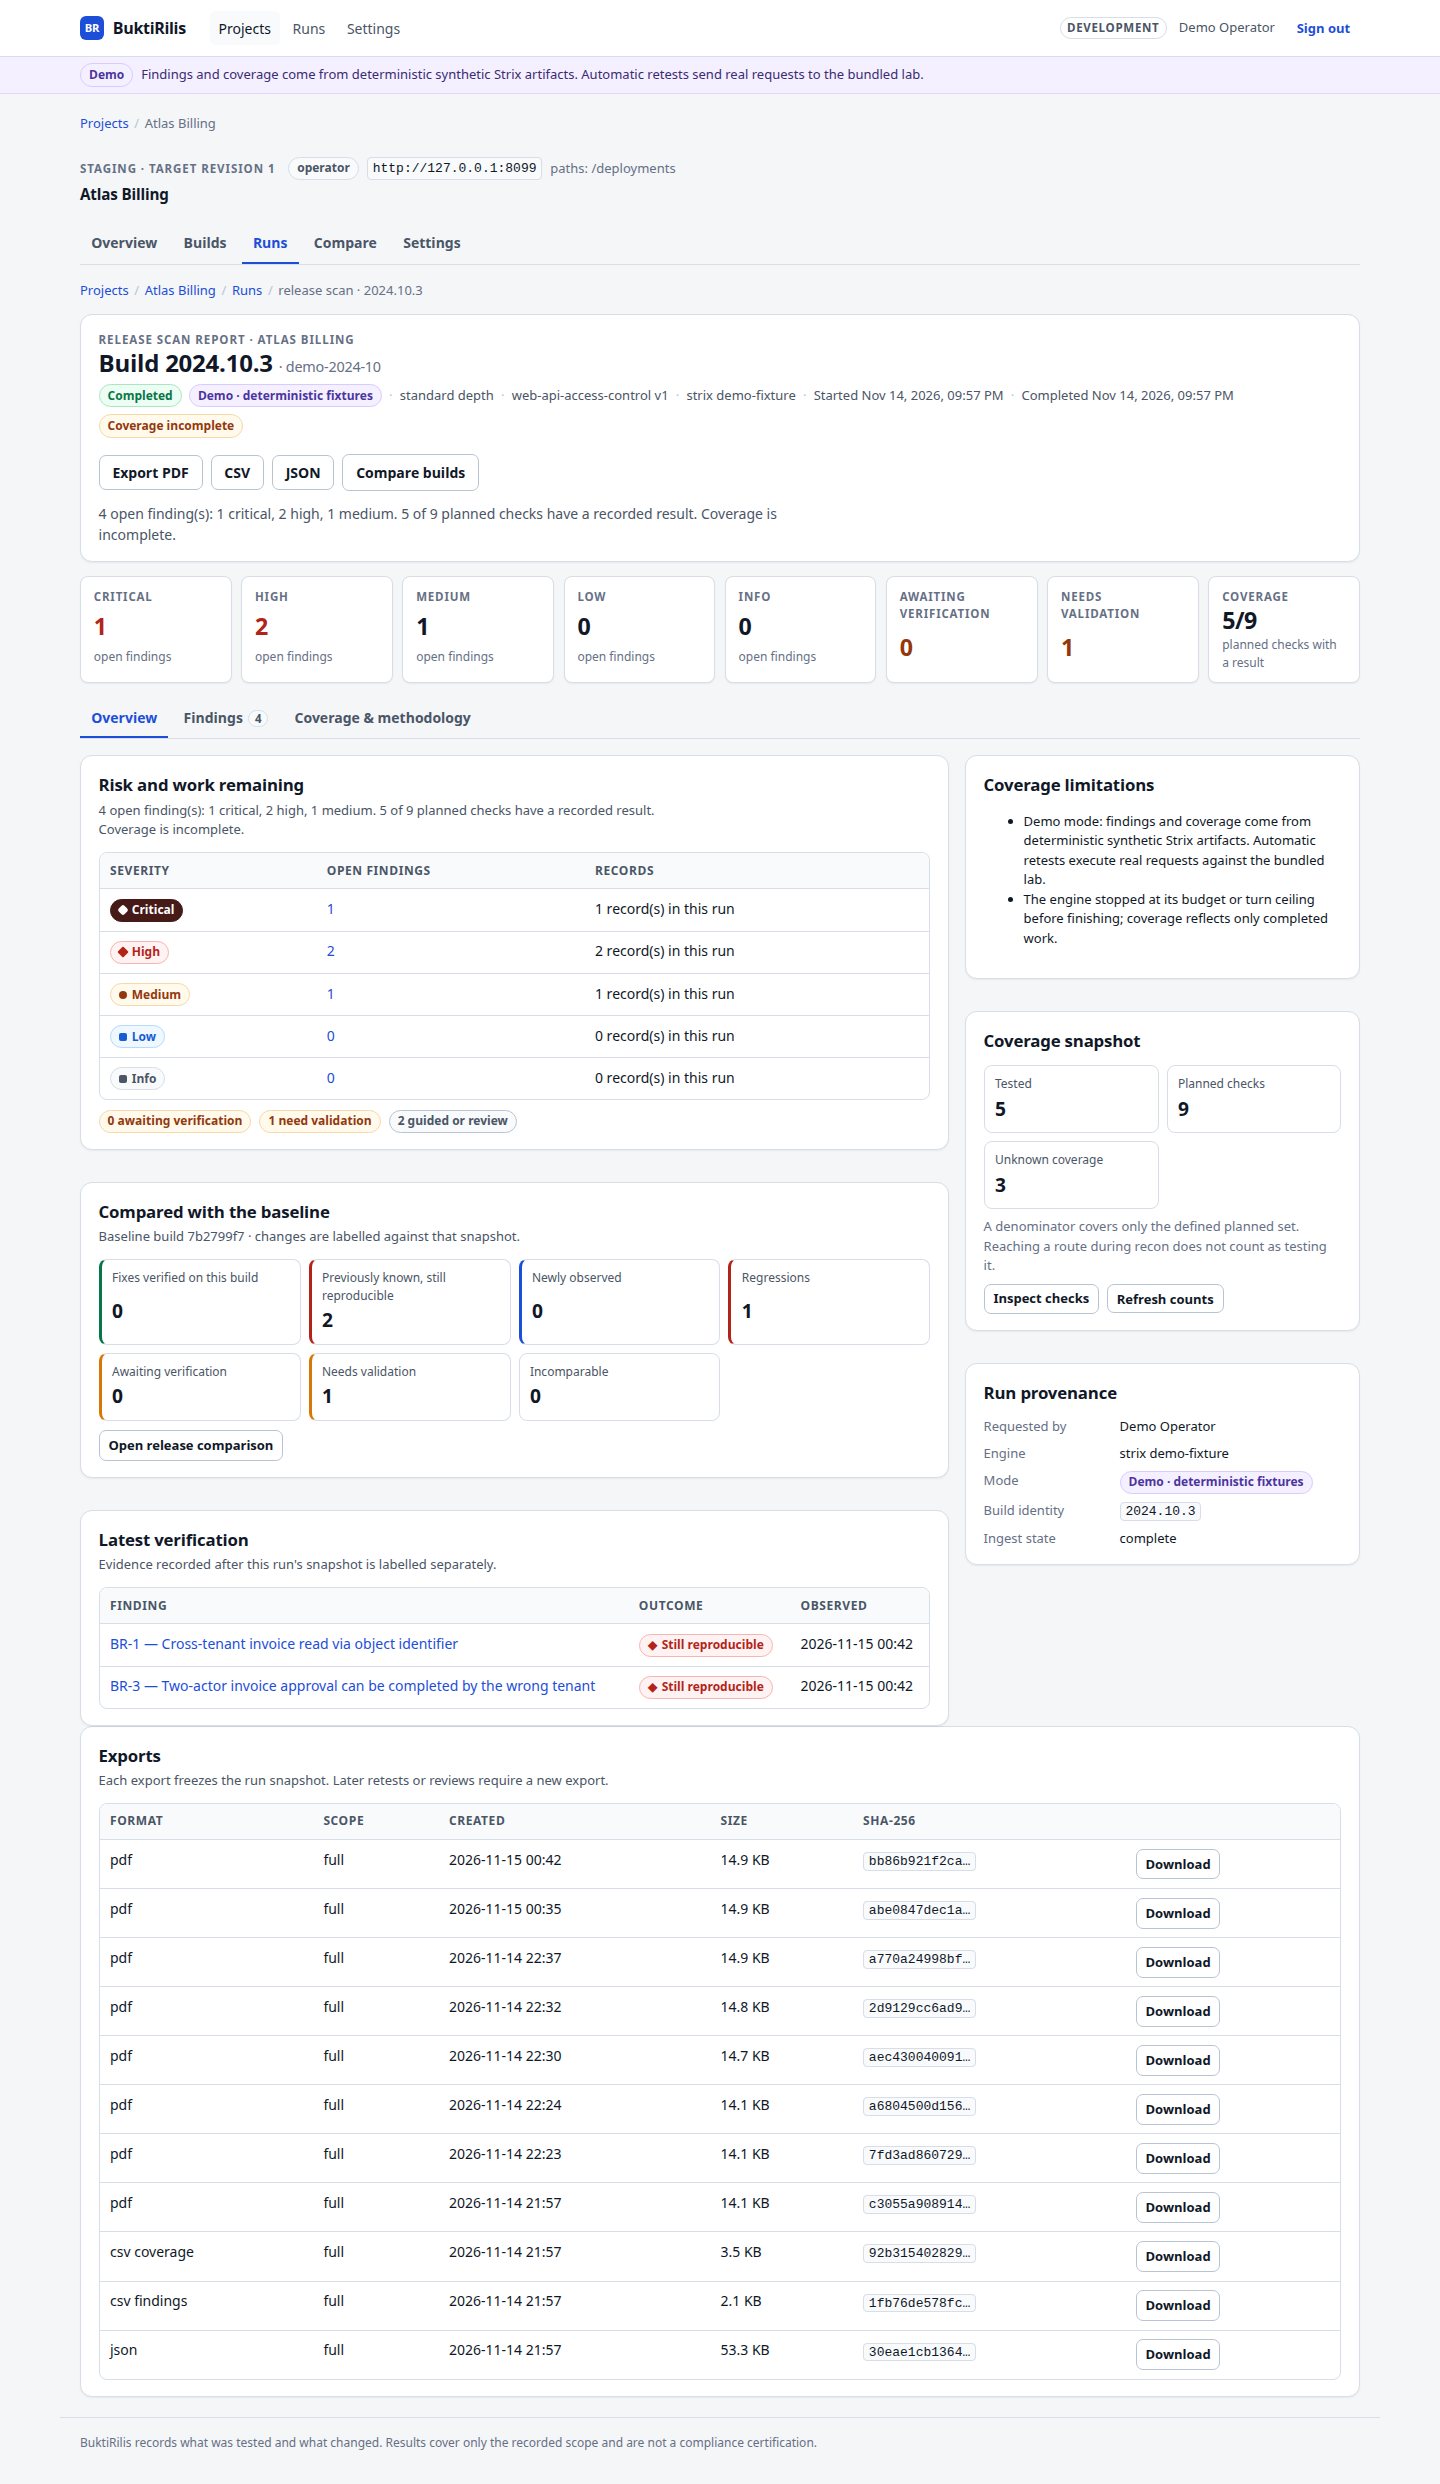 BR BuktiRilis Projects Runs Settings DEVELOPMENT Demo Operator Sign out
Demo Findings and coverage come from deterministic synthetic Strix artifacts. Automatic retests send real requests to the bundled lab.
Projects / Atlas Billing
STAGING · TARGET REVISION 1 operator http://127.0.0.1:8099 paths: /deployments
Atlas Billing
Overview Builds Runs Compare Settings
Projects / Atlas Billing / Runs / release scan · 2024.10.3
RELEASE SCAN REPORT · ATLAS BILLING
Build 2024.10.3 · demo-2024-10
Completed Demo · deterministic fixtures · standard depth · web-api-access-control v1 · strix demo-fixture · Started Nov 14, 2026, 09:57 PM · Completed Nov 14, 2026, 09:57 PM
Coverage incomplete
Export PDF CSV JSON Compare builds
4 open finding(s): 1 critical, 2 high, 1 medium. 5 of 9 planned checks have a recorded result. Coverage is
incomplete.
CRITICAL
1
open findings
HIGH
2
open findings
MEDIUM
1
open findings
LOW
0
open findings
INFO
0
open findings
AWAITING
VERIFICATION
0
NEEDS
VALIDATION
1
COVERAGE
5/9
planned checks with
a result
Overview Findings 4 Coverage & methodology
Risk and work remaining
4 open finding(s): 1 critical, 2 high, 1 medium. 5 of 9 planned checks have a recorded result.
Coverage is incomplete.
SEVERITY OPEN FINDINGS RECORDS
Critical 1 1 record(s) in this run
High 2 2 record(s) in this run
Medium 1 1 record(s) in this run
Low 0 0 record(s) in this run
Info 0 0 record(s) in this run
0 awaiting verification 1 need validation 2 guided or review
Compared with the baseline
Baseline build 7b2799f7 · changes are labelled against that snapshot.
Fixes verified on this build
0
Previously known, still
reproducible
2
Newly observed
0
Regressions
1
Awaiting verification
0
Needs validation
1
Incomparable
0
Open release comparison
Latest verification
Evidence recorded after this run's snapshot is labelled separately.
FINDING OUTCOME OBSERVED
BR-1 — Cross-tenant invoice read via object identifier Still reproducible 2026-11-15 00:42
BR-3 — Two-actor invoice approval can be completed by the wrong tenant Still reproducible 2026-11-15 00:42
Coverage limitations
• Demo mode: findings and coverage come from
deterministic synthetic Strix artifacts. Automatic
retests execute real requests against the bundled
lab.
• The engine stopped at its budget or turn ceiling
before finishing; coverage reflects only completed
work.
Coverage snapshot
Tested
5
Planned checks
9
Unknown coverage
3
A denominator covers only the defined planned set.
Reaching a route during recon does not count as testing
it.
Inspect checks Refresh counts
Run provenance
Requested by Demo Operator
Engine strix demo-fixture
Mode Demo · deterministic fixtures
Build identity 2024.10.3
Ingest state complete
Exports
Each export freezes the run snapshot. Later retests or reviews require a new export.
FORMAT SCOPE CREATED SIZE SHA-256
pdf full 2026-11-15 00:42 14.9 KB bb86b921f2ca… Download
pdf full 2026-11-15 00:35 14.9 KB abe0847dec1a… Download
pdf full 2026-11-14 22:37 14.9 KB a770a24998bf… Download
pdf full 2026-11-14 22:32 14.8 KB 2d9129cc6ad9… Download
pdf full 2026-11-14 22:30 14.7 KB aec430040091… Download
pdf full 2026-11-14 22:24 14.1 KB a6804500d156… Download
pdf full 2026-11-14 22:23 14.1 KB 7fd3ad860729… Download
pdf full 2026-11-14 21:57 14.1 KB c3055a908914… Download
csv coverage full 2026-11-14 21:57 3.5 KB 92b315402829… Download
csv findings full 2026-11-14 21:57 2.1 KB 1fb76de578fc… Download
json full 2026-11-14 21:57 53.3 KB 30eae1cb1364… Download
BuktiRilis records what was tested and what changed. Results cover only the recorded scope and are not a compliance certification.